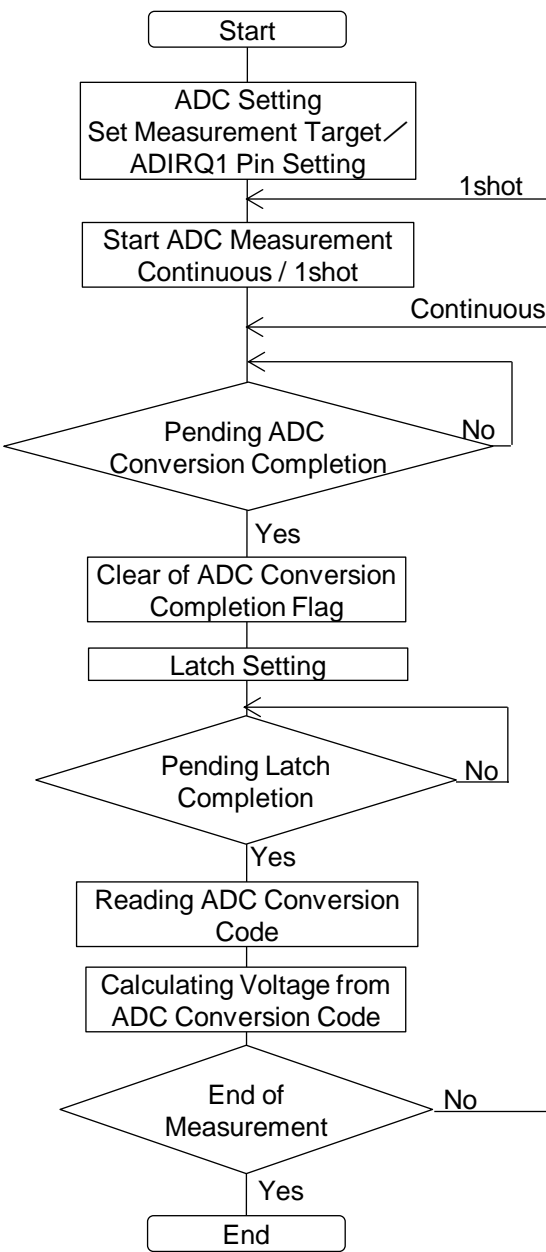 Start
ADC Setting
Set Measurement Target／
ADIRQ1 Pin Setting
1shot
Start ADC Measurement
Continuous / 1shot
Continuous
Pending ADC
Conversion Completion
No
Yes
Clear of ADC Conversion
Completion Flag
Latch Setting
Pending Latch
Completion
No
Yes
Reading ADC Conversion
Code
Calculating Voltage from
ADC Conversion Code
End of
Measurement
No
Yes
End